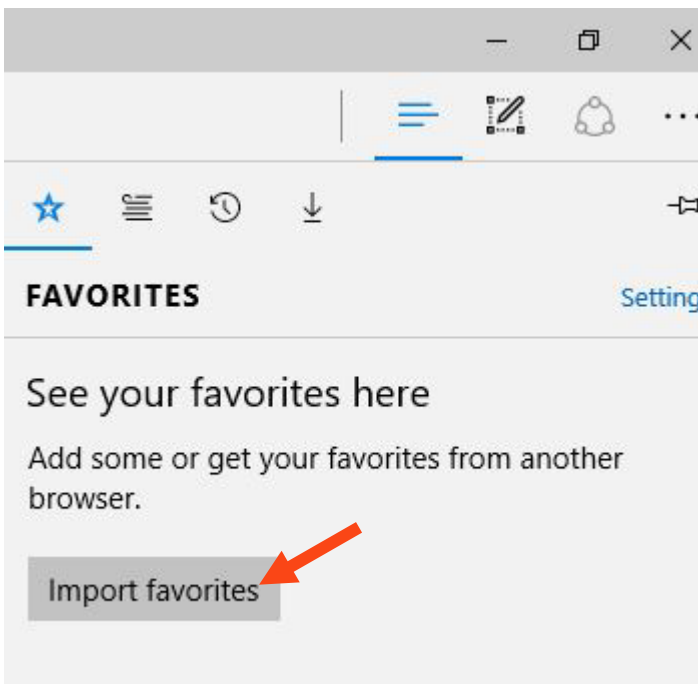 FAVORITES
Setting
See your favorites here
Add some or get your favorites from another
browser.
Import favorites